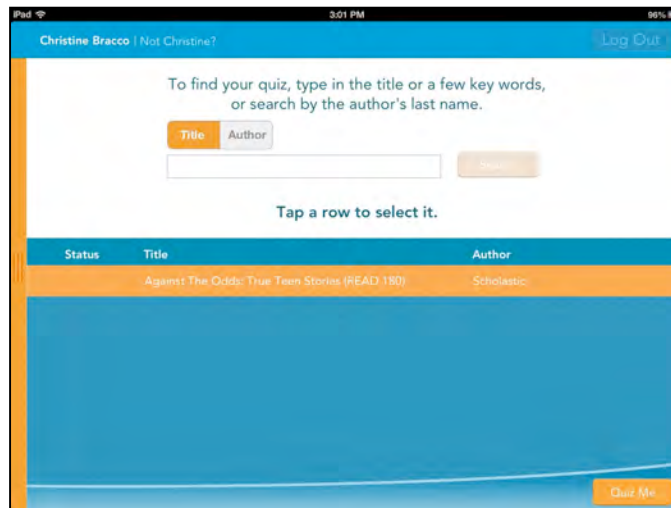 iPad 3:01 PM 96%
Christine Bracco | Not Christine? Log Out
To find your quiz, type in the title or a few key words,
or search by the author's last name.
Title Author
Tap a row to select it.
Status Title Author
Against The Odds: True Teen Stories (READ 180) Scholastic
Quiz Me